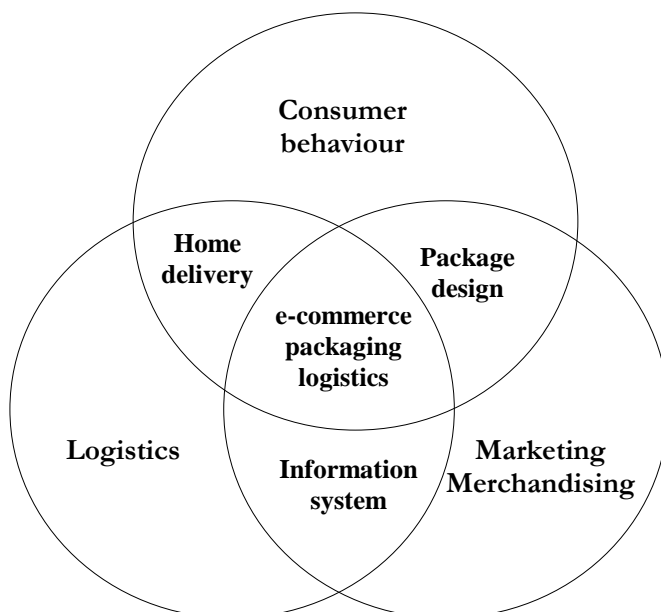 Consumer
behaviour
Home
delivery
Package
design
e-commerce
packaging
logistics
Logistics
Information
system
Marketing
Merchandising